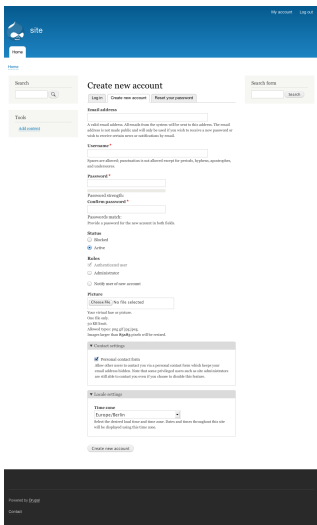 My account Log out
site
Home
Home
Search
Tools
Add content
Create new account
Log in Create new account Reset your password
Email address
A valid email address. All emails from the system will be sent to this address. The email
address is not made public and will only be used if you wish to receive a new password or
wish to receive certain news or notifications by email.
Username *
Spaces are allowed; punctuation is not allowed except for periods, hyphens, apostrophes,
and underscores.
Password *
Password strength:
Confirm password *
Passwords match:
Provide a password for the new account in both fields.
Status
Blocked
Active
Roles
Authenticated user
Administrator
Notify user of new account
Picture
Choose File No file selected
Your virtual face or picture.
One file only.
30 KB limit.
Allowed types: png gif jpg jpeg.
Images larger than 85x85 pixels will be resized.
▼ Contact settings
Personal contact form
Allow other users to contact you via a personal contact form which keeps your
email address hidden. Note that some privileged users such as site administrators
are still able to contact you even if you choose to disable this feature.
▼ Locale settings
Time zone
Europe/Berlin
Select the desired local time and time zone. Dates and times throughout this site
will be displayed using this time zone.
Create new account
Search form
Search
Powered by Drupal
Contact